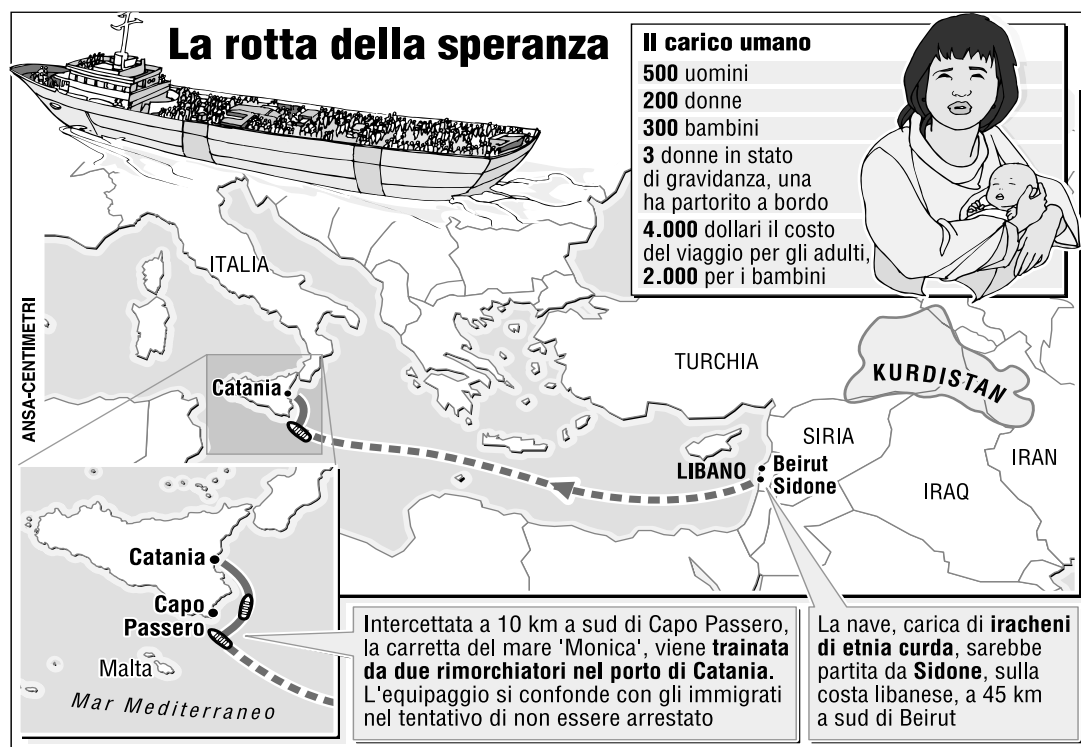 La rotta della speranza
Il carico umano
500 uomini
200 donne
300 bambini
3 donne in stato
di gravidanza, una
ha partorito a bordo
4.000 dollari il costo
del viaggio per gli adulti,
2.000 per i bambini
ANSA-CENTIMETRI
ITALIA
TURCHIA
KURDISTAN
Catania
SIRIA
IRAN
LIBANO
Beirut
Sidone
IRAQ
Catania
Capo
Passero
Malta
Mar Mediterraneo
Intercettata a 10 km a sud di Capo Passero,
la carretta del mare 'Monica', viene trainata
da due rimorchiatori nel porto di Catania.
L'equipaggio si confonde con gli immigrati
nel tentativo di non essere arrestato
La nave, carica di iracheni
di etnia curda, sarebbe
partita da Sidone, sulla
costa libanese, a 45 km
a sud di Beirut